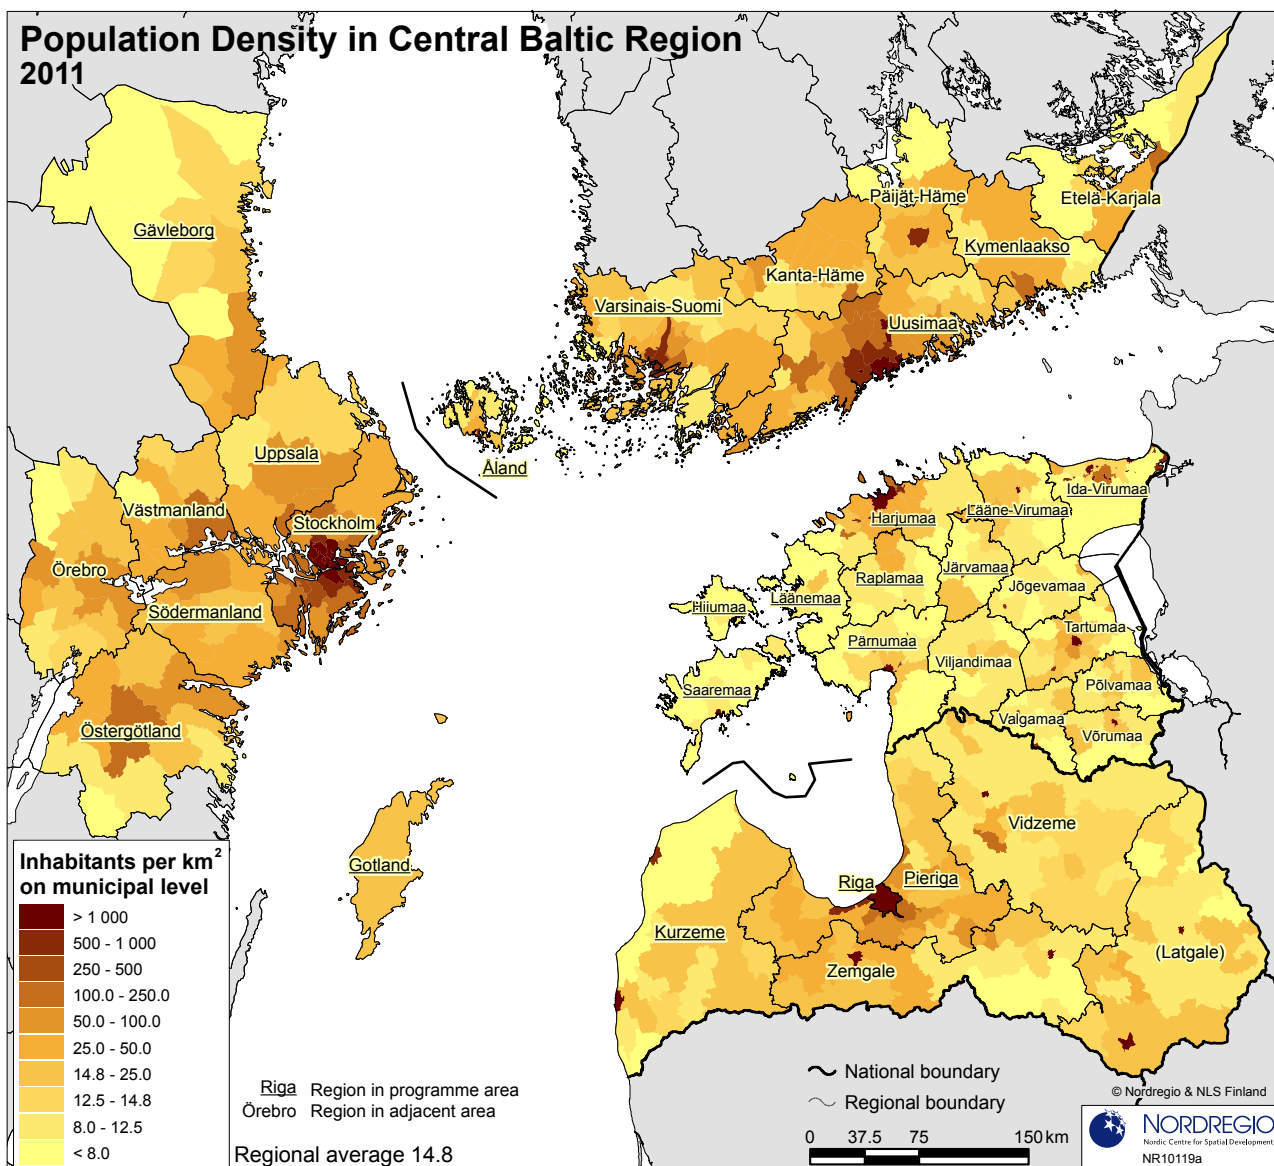 Population Density in Central Baltic Region
2011
Gävleborg
Päijät-Häme
Etelä-Karjala
Kymenlaakso
Kanta-Häme
Varsinais-Suomi
Uusimaa
Uppsala
Åland
Västmanland
Stockholm
Örebro
Södermanland
Östergötland
Gotland
Ida-Virumaa
Lääne-Virumaa
Harjumaa
Järvamaa
Raplamaa
Jõgevamaa
Läänemaa
Hiiumaa
Tartumaa
Pärnumaa
Viljandimaa
Saaremaa
Põlvamaa
Valgamaa
Võrumaa
Vidzeme
Riga
Pieriga
Kurzeme
(Latgale)
Zemgale
Inhabitants per km2
on municipal level
> 1 000
500 - 1 000
250 - 500
100.0 - 250.0
50.0 - 100.0
25.0 - 50.0
14.8 - 25.0
12.5 - 14.8
8.0 - 12.5
< 8.0
Riga Region in programme area
Örebro Region in adjacent area
Regional average 14.8
National boundary
Regional boundary
0 37.5 75 150 km
© Nordregio & NLS Finland
NORDREGIO
Nordic Centre for Spatial Development
NR10119a